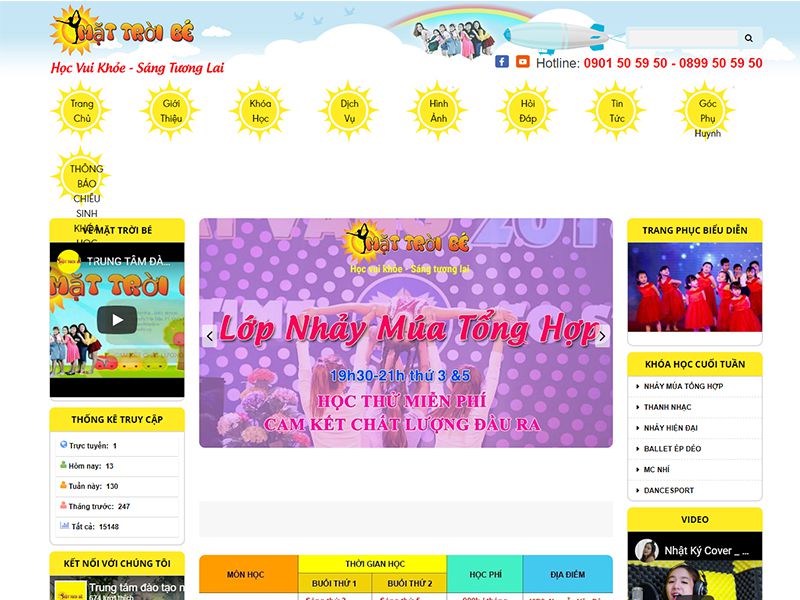 MẶT TRỜI BÉ
Học Vui Khỏe - Sáng Tương Lai
Hotline: 0901 50 59 50 - 0899 50 59 50
Trang
Chủ
Giới
Thiệu
Khóa
Học
Dịch
Vụ
Hình
Ảnh
Hỏi
Đáp
Tin
Tức
Góc
Phụ
Huynh
THÔNG
BÁO
CHIÊU
SINH
KHÓA
HỌC
VỀ MẶT TRỜI BÉ
TRUNG TÂM ĐÀ...
THỐNG KÊ TRUY CẬP
Trực tuyến: 1
Hôm nay: 13
Tuần này: 130
Tháng trước: 247
Tất cả: 15148
KẾT NỐI VỚI CHÚNG TÔI
Trung tâm đào tạo n
MẶT TRỜI BÉ
Học vui khỏe - Sáng tương lai
Lớp Nhảy Múa Tổng Hợp
19h30-21h thứ 3 &5
HỌC THỬ MIỄN PHÍ
CAM KẾT CHẤT LƯỢNG ĐẦU RA
MÔN HỌC
THỜI GIAN HỌC
BUỔI THỨ 1
BUỔI THỨ 2
HỌC PHÍ
ĐỊA ĐIỂM
TRANG PHỤC BIỂU DIỄN
KHÓA HỌC CUỐI TUẦN
NHẢY MÚA TỔNG HỢP
THANH NHẠC
NHẢY HIỆN ĐẠI
BALLET ÉP DẺO
MC NHÍ
DANCESPORT
VIDEO
Nhật Ký Cover _ ...